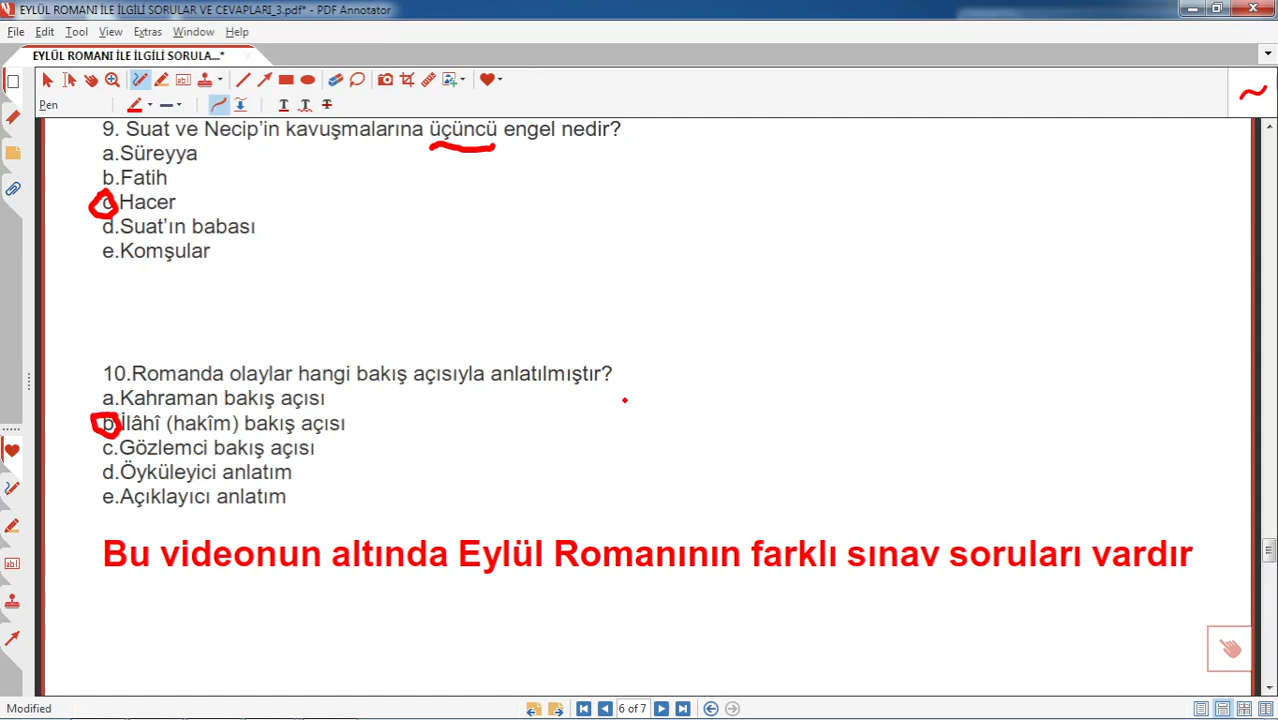 EYLÜL ROMANI İLE İLGİLİ SORULAR VE CEVAPLARI_3.pdf* - PDF Annotator
File Edit Tool View Extras Window Help
EYLÜL ROMANI İLE İLGİLİ SORULA...*
Pen
9. Suat ve Necip’in kavuşmalarına üçüncü engel nedir?
a.Süreyya
b.Fatih
c.Hacer
d.Suat’ın babası
e.Komşular
10.Romanda olaylar hangi bakış açısıyla anlatılmıştır?
a.Kahraman bakış açısı
b.İlâhî (hakîm) bakış açısı
c.Gözlemci bakış açısı
d.Öyküleyici anlatım
e.Açıklayıcı anlatım
Bu videonun altında Eylül Romanının farklı sınav soruları vardır
Modified
6 of 7